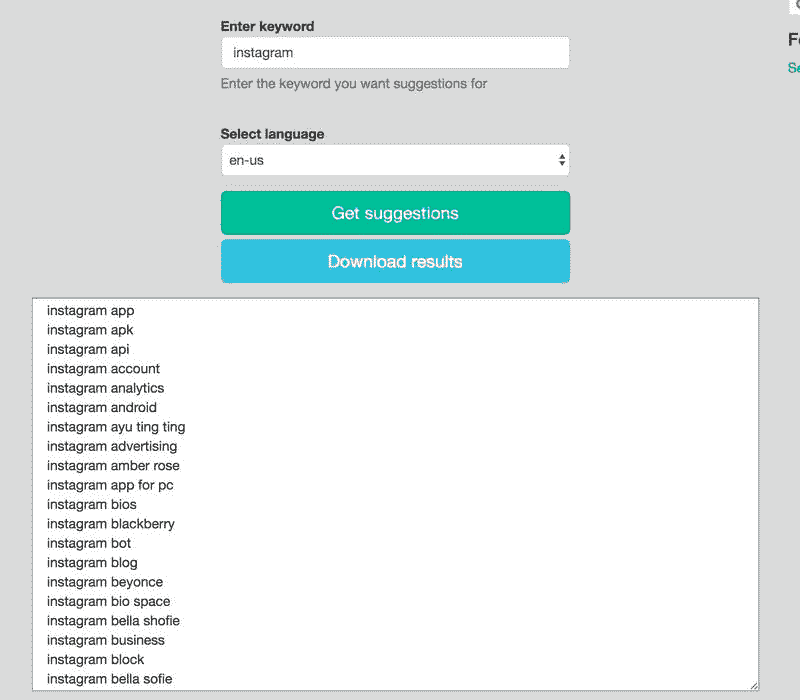 Enter keyword
instagram
Enter the keyword you want suggestions for
Select language
en-us
Get suggestions
Download results
instagram app
instagram apk
instagram api
instagram account
instagram analytics
instagram android
instagram ayu ting ting
instagram advertising
instagram amber rose
instagram app for pc
instagram bios
instagram blackberry
instagram bot
instagram blog
instagram beyonce
instagram bio space
instagram bella shofie
instagram business
instagram block
instagram bella sofie